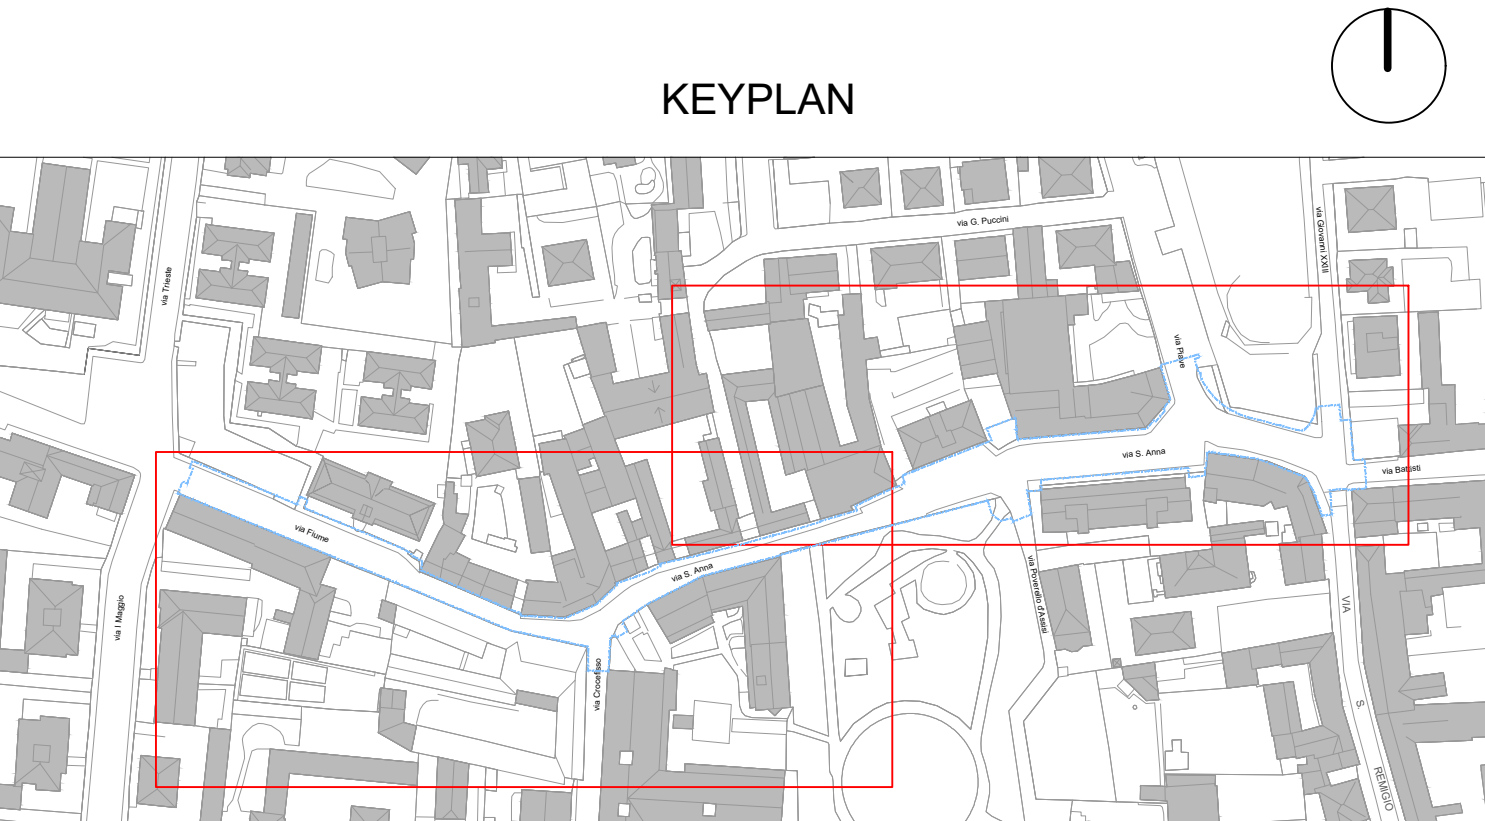 KEYPLAN
via G. Puccini
via Giovanni XXIII
via Trieste
via Piave
via S. Anna
via Battisti
via Fiume
via S. Anna
via Poverello d'Assisi
via I Maggio
via Crocefisso
VIA
S.
REMIGIO